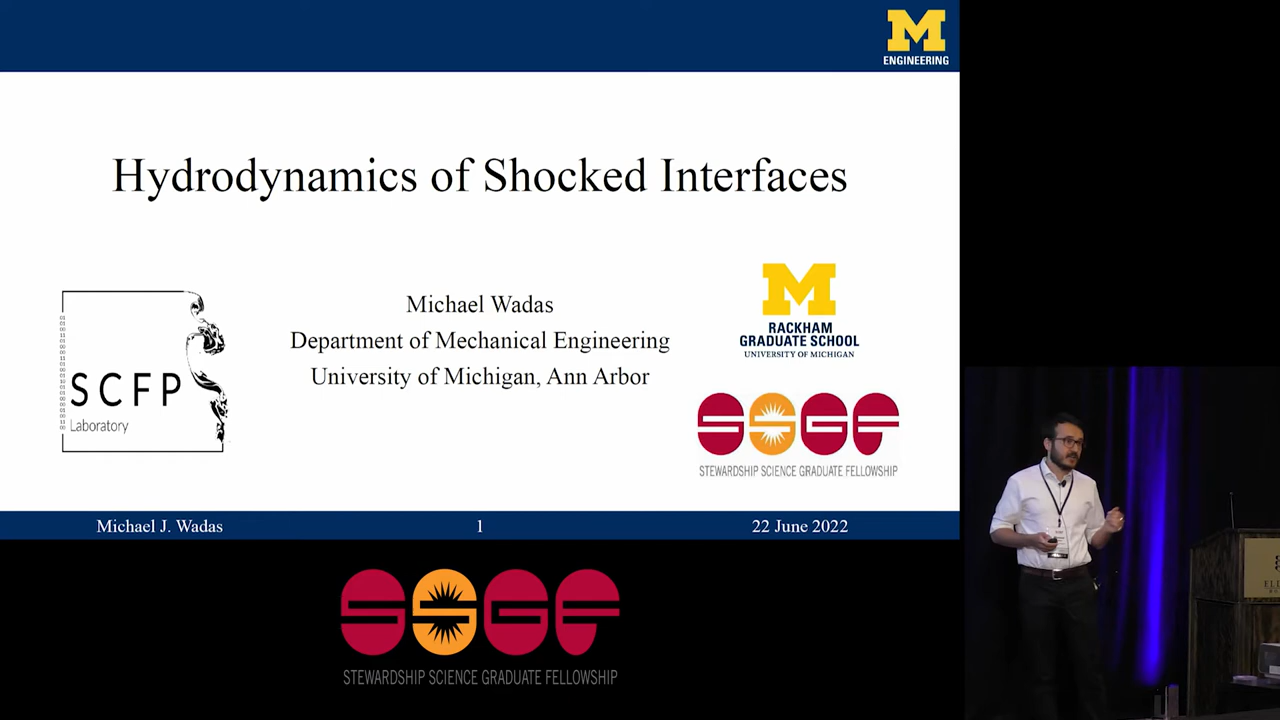 M
ENGINEERING
Hydrodynamics of Shocked Interfaces
Michael Wadas
Department of Mechanical Engineering
University of Michigan, Ann Arbor
SCFP
Laboratory
M
RACKHAM
GRADUATE SCHOOL
UNIVERSITY OF MICHIGAN
SSGF
STEWARDSHIP SCIENCE GRADUATE FELLOWSHIP
Michael J. Wadas
1
22 June 2022
SSGF
STEWARDSHIP SCIENCE GRADUATE FELLOWSHIP